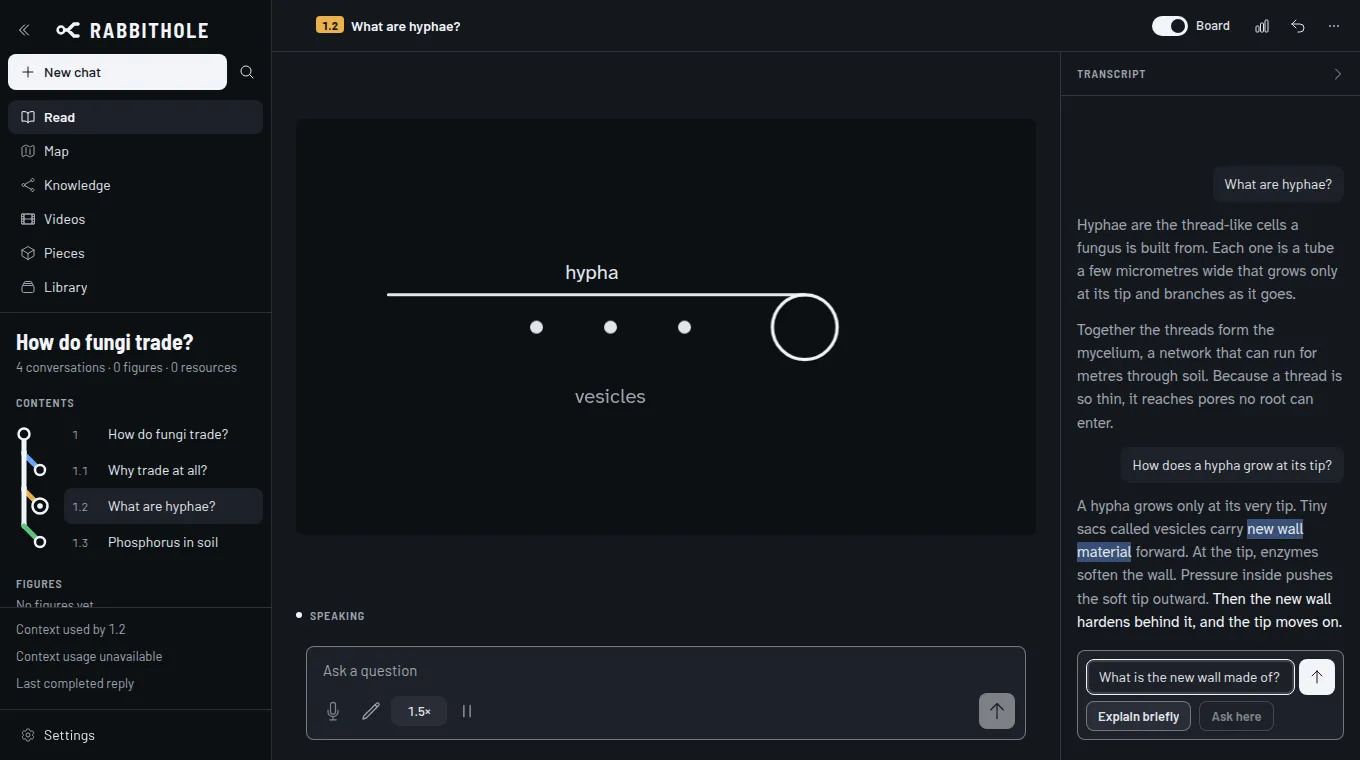 RABBITHOLE
New chat
Read
Map
Knowledge
Videos
Pieces
Library
How do fungi trade?
4 conversations · 0 figures · 0 resources
CONTENTS
1 How do fungi trade?
1.1 Why trade at all?
1.2 What are hyphae?
1.3 Phosphorus in soil
FIGURES
No figures yet
Context used by 1.2
Context usage unavailable
Last completed reply
Settings
1.2 What are hyphae?
Board
hypha
vesicles
SPEAKING
Ask a question
1.5×
TRANSCRIPT
What are hyphae?
Hyphae are the thread-like cells a
fungus is built from. Each one is a tube
a few micrometres wide that grows only
at its tip and branches as it goes.
Together the threads form the
mycelium, a network that can run for
metres through soil. Because a thread is
so thin, it reaches pores no root can
enter.
How does a hypha grow at its tip?
A hypha grows only at its very tip. Tiny
sacs called vesicles carry new wall
material forward. At the tip, enzymes
soften the wall. Pressure inside pushes
the soft tip outward. Then the new wall
hardens behind it, and the tip moves on.
What is the new wall made of?
Explain briefly
Ask here